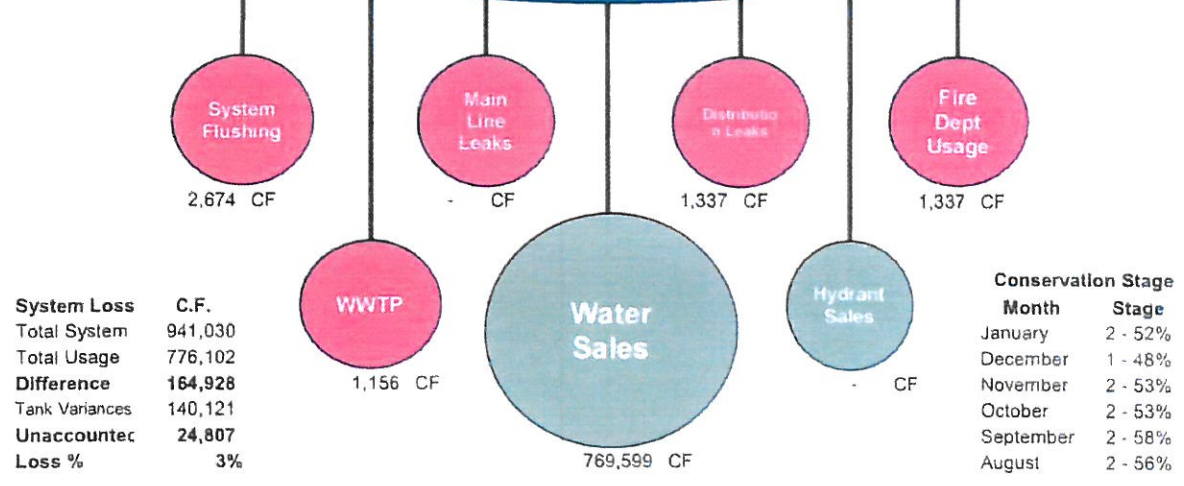 System
Flushing
2,674 CF
Main
Line
Leaks
- CF
Distributio
n Leaks
1,337 CF
Fire
Dept
Usage
1,337 CF
WWTP
1,156 CF
Water
Sales
769,599 CF
Hydrant
Sales
- CF
System Loss C.F.
Total System 941,030
Total Usage 776,102
Difference 164,928
Tank Variances 140,121
Unaccountec 24,807
Loss % 3%
Conservation Stage
Month Stage
January 2 - 52%
December 1 - 48%
November 2 - 53%
October 2 - 53%
September 2 - 58%
August 2 - 56%